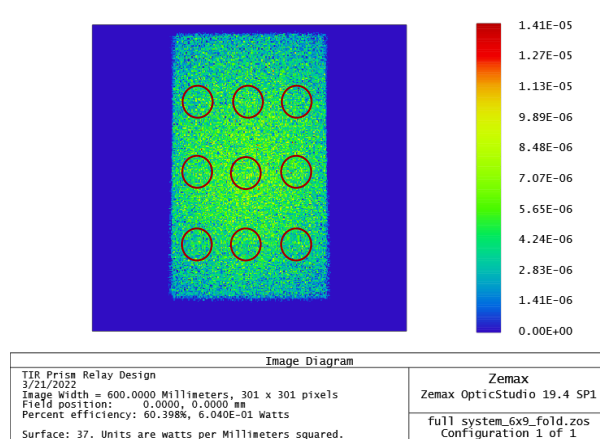 1.41E-05
1.27E-05
1.13E-05
9.89E-06
8.48E-06
7.07E-06
5.65E-06
4.24E-06
2.83E-06
1.41E-06
0.00E+00
Image Diagram
TIR Prism Relay Design
3/21/2022
Image Width = 600.0000 Millimeters, 301 x 301 pixels
Field position: 0.0000, 0.0000 mm
Percent efficiency: 60.398%, 6.040E-01 Watts
Surface: 37. Units are watts per Millimeters squared.
Zemax
Zemax OpticStudio 19.4 SP1
full system_6x9_fold.zos
Configuration 1 of 1